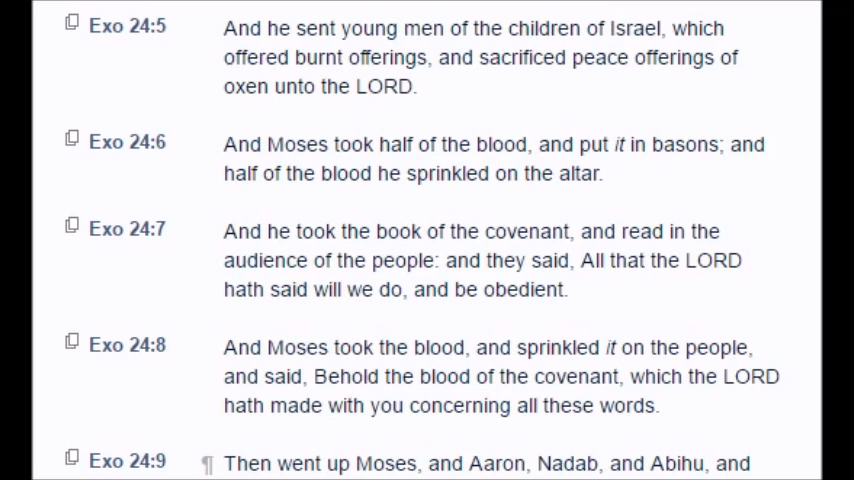 Exo 24:5 And he sent young men of the children of Israel, which
offered burnt offerings, and sacrificed peace offerings of
oxen unto the LORD.
Exo 24:6 And Moses took half of the blood, and put it in basons; and
half of the blood he sprinkled on the altar.
Exo 24:7 And he took the book of the covenant, and read in the
audience of the people: and they said, All that the LORD
hath said will we do, and be obedient.
Exo 24:8 And Moses took the blood, and sprinkled it on the people,
and said, Behold the blood of the covenant, which the LORD
hath made with you concerning all these words.
Exo 24:9 ¶ Then went up Moses, and Aaron, Nadab, and Abihu, and